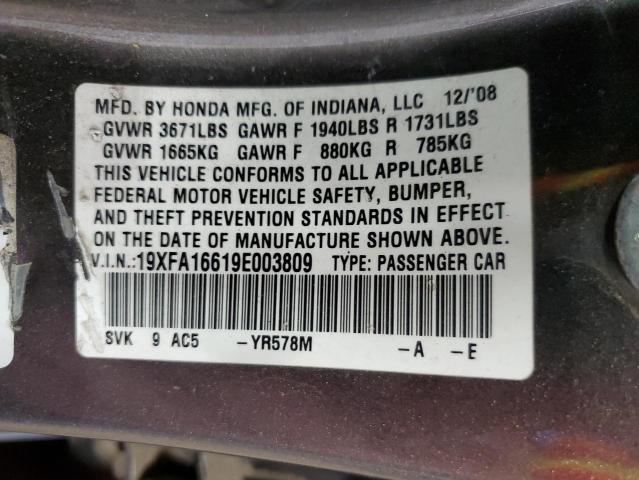 MFD. BY HONDA MFG. OF INDIANA, LLC 12/'08
GVWR 3671LBS GAWR F 1940LBS R 1731LBS
GVWR 1665KG GAWR F 880KG R 785KG
THIS VEHICLE CONFORMS TO ALL APPLICABLE
FEDERAL MOTOR VEHICLE SAFETY, BUMPER,
AND THEFT PREVENTION STANDARDS IN EFFECT
ON THE DATE OF MANUFACTURE SHOWN ABOVE.
V.I.N.:19XFA16619E003809 TYPE: PASSENGER CAR
SVK 9 AC5 -YR578M -A -E